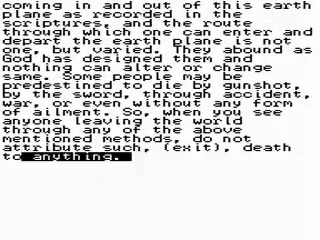 coming in and out of this earth
plane as recorded in the
scriptures, and the route
through which one can enter and
depart the earth plane is not
one, but varied. They abound as
God has designed them and
nothing can alter or change
same. Some people may be
predestined to die by gunshot,
by the sword, through accident,
war, or even without any form
of ailment. So, when you see
anyone leaving the world
through any of the above
mentioned methods, do not
attribute such, (exit), death
to anything.